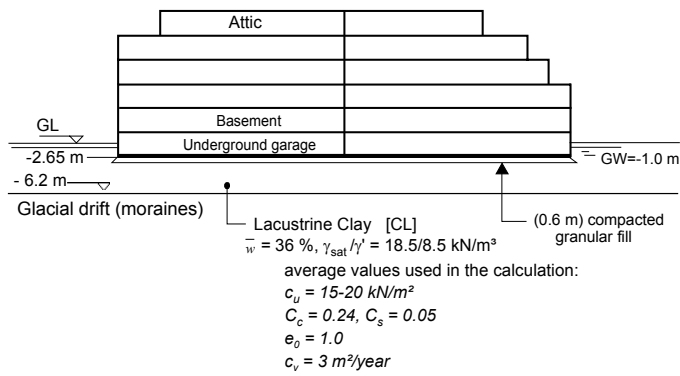 Attic
Basement
GL
Underground garage
-2.65 m
GW=-1.0 m
- 6.2 m
Glacial drift (moraines)
Lacustrine Clay [CL]
(0.6 m) compacted
granular fill
w̅ = 36 %, γsat/γ' = 18.5/8.5 kN/m³
average values used in the calculation:
cu = 15-20 kN/m²
Cc = 0.24, Cs = 0.05
e0 = 1.0
cv = 3 m²/year